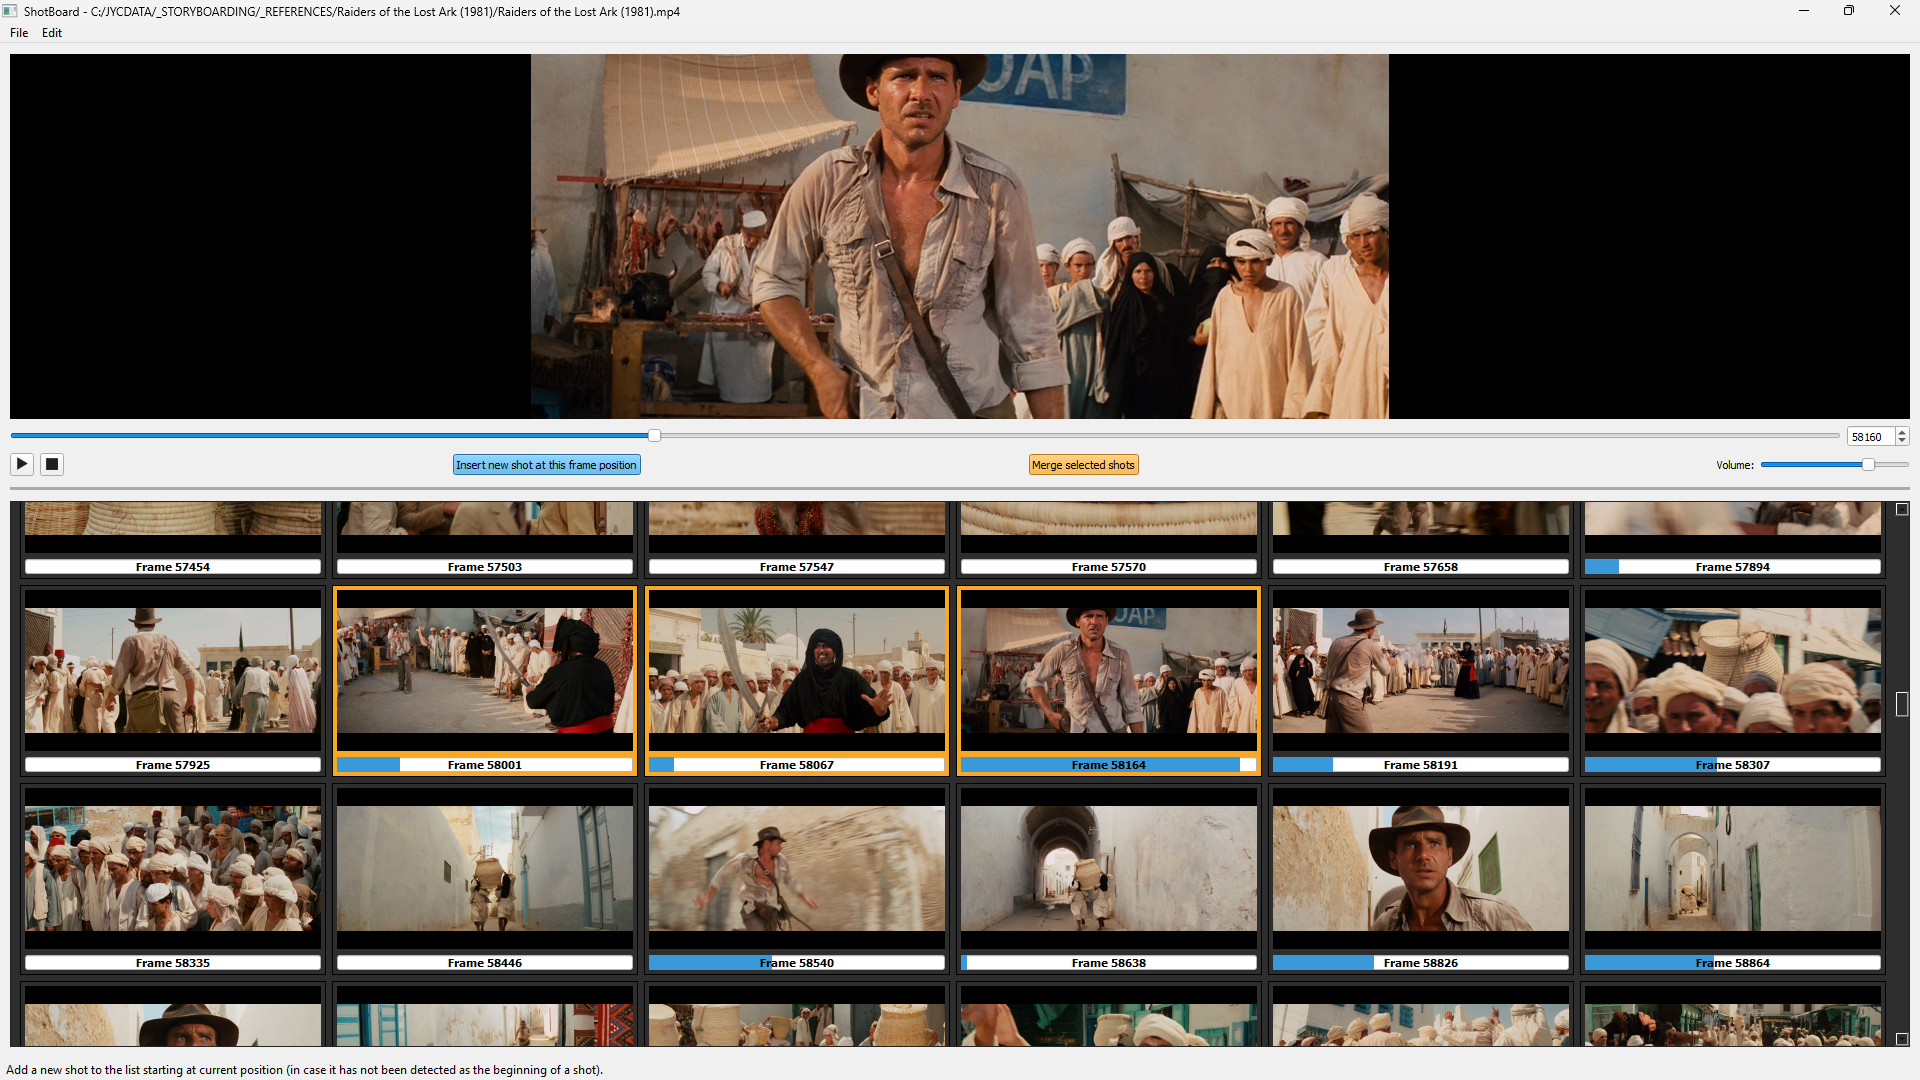 ShotBoard - C:/JYCDATA/_STORYBOARDING/_REFERENCES/Raiders of the Lost Ark (1981)/Raiders of the Lost Ark (1981).mp4
File Edit
OAP
58160
Insert new shot at this frame position
Merge selected shots
Volume:
Frame 57454
Frame 57503
Frame 57547
Frame 57570
Frame 57658
Frame 57894
Frame 57925
Frame 58001
Frame 58067
OAP
Frame 58164
Frame 58191
Frame 58307
Frame 58335
Frame 58446
Frame 58540
Frame 58638
Frame 58826
Frame 58864
Add a new shot to the list starting at current position (in case it has not been detected as the beginning of a shot).